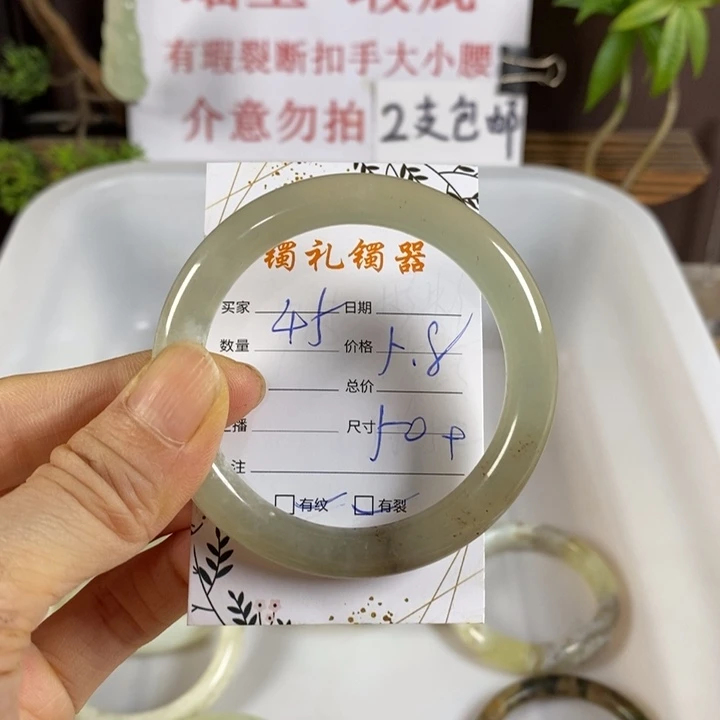 有瑕裂断扣手大小腰
介意勿拍 2支包邮
镯礼镯器
买家 45 日期
数量 价格 5.8
总价
播 尺寸 50+
注
有纹 有裂